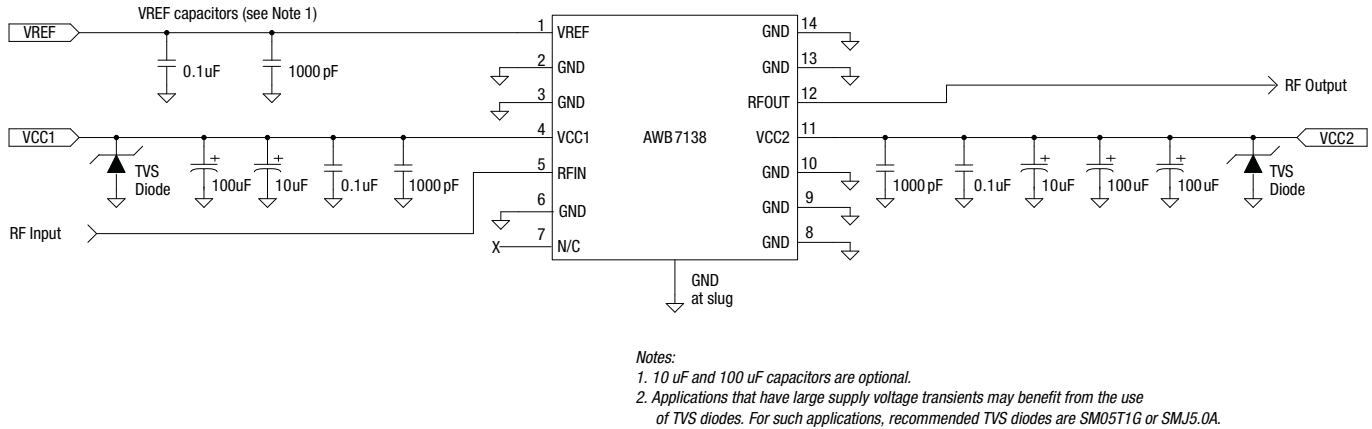 VREF capacitors (see Note 1)
VREF
0.1uF
1000 pF
VCC1
TVS
Diode
100uF
+
10uF
+
0.1uF
1000 pF
RF Input
1
VREF
2
GND
3
GND
4
VCC1
5
RFIN
6
GND
7
N/C
X
AWB7138
GND 14
GND 13
RFOUT 12
VCC2 11
GND 10
GND 9
GND 8
GND
at slug
RF Output
VCC2
1000 pF
0.1uF
+
10uF
+
100uF
+
100uF
TVS
Diode
Notes:
1. 10 uF and 100 uF capacitors are optional.
2. Applications that have large supply voltage transients may benefit from the use
of TVS diodes. For such applications, recommended TVS diodes are SM05T1G or SMJ5.0A.